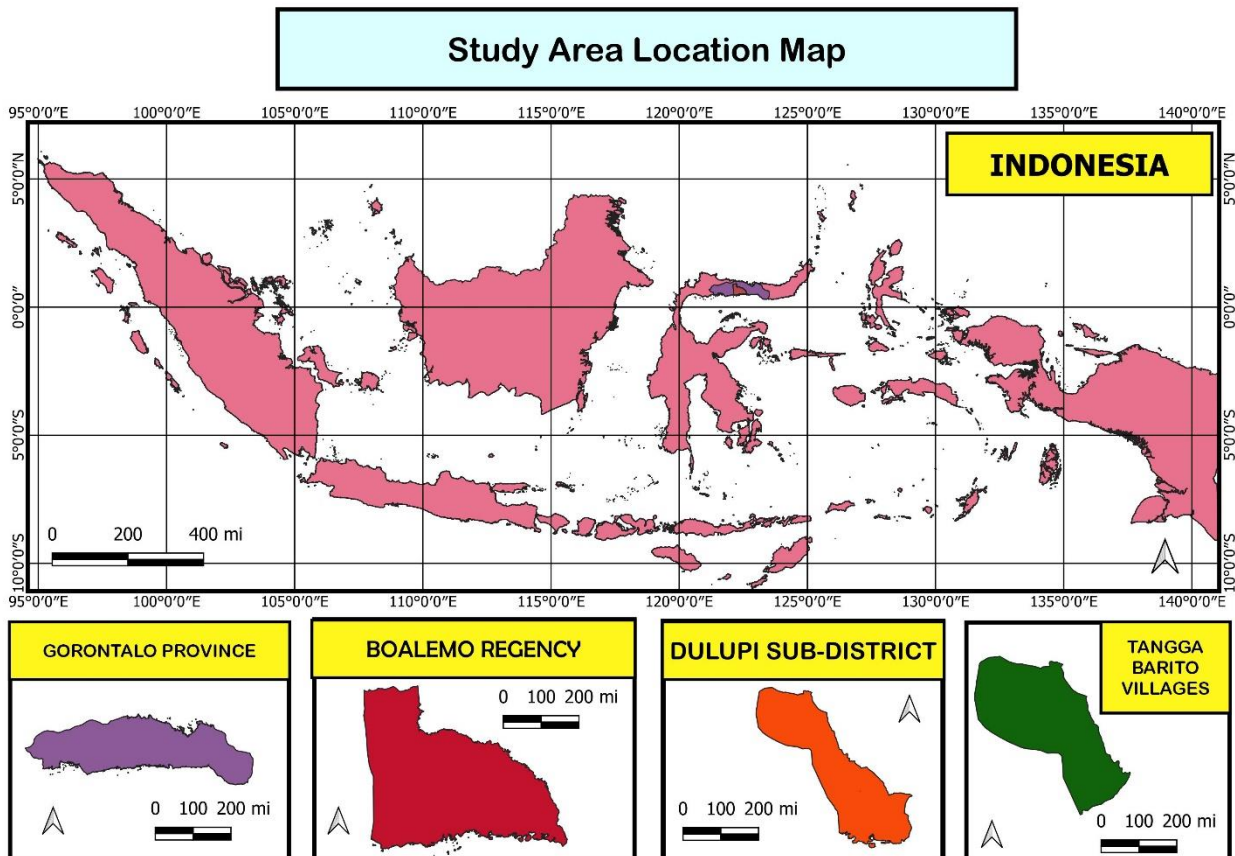 Study Area Location Map
95°0'0"E 100°0'0"E 105°0'0"E 110°0'0"E 115°0'0"E 120°0'0"E 125°0'0"E 130°0'0"E 135°0'0"E 140°0'0"E
INDONESIA
5°0'0"N 5°0'0"N
0°0'0" 0°0'0"
5°0'0"S 5°0'0"S
0 200 400 mi
10°0'0"S 10°0'0"S
95°0'0"E 100°0'0"E 105°0'0"E 110°0'0"E 115°0'0"E 120°0'0"E 125°0'0"E 130°0'0"E 135°0'0"E 140°0'0"E
GORONTALO PROVINCE
0 100 200 mi
BOALEMO REGENCY
0 100 200 mi
DULUPI SUB-DISTRICT
0 100 200 mi
TANGGA
BARITO
VILLAGES
0 100 200 mi